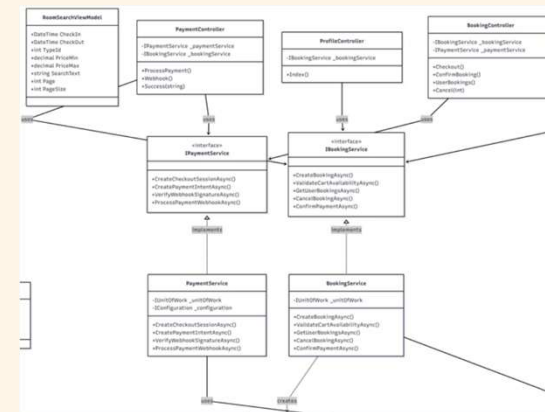 RoomSearchViewModel
+DateTime CheckIn
+DateTime CheckOut
+int TypeId
+decimal PriceMin
+decimal PriceMax
+string SearchText
+int Page
+int PageSize
PaymentController
-IPaymentService _paymentService
-IBookingService _bookingService
+ProcessPayment()
+Webhook()
+Success(string)
ProfileController
-IBookingService _bookingService
+Index()
BookingController
-IBookingService _bookingService
-IPaymentService _paymentService
+Checkout()
+ConfirmBooking()
+UserBookings()
+Cancel(int)
uses
uses
uses
uses
«interface»
IPaymentService
+CreateCheckoutSessionAsync()
+CreatePaymentIntentAsync()
+VerifyWebhookSignatureAsync()
+ProcessPaymentWebhookAsync()
«interface»
IBookingService
+CreateBookingAsync()
+ValidateCartAvailabilityAsync()
+GetUserBookingsAsync()
+CancelBookingAsync()
+ConfirmPaymentAsync()
implements
implements
PaymentService
-IUnitOfWork _unitOfWork
-IConfiguration _configuration
+CreateCheckoutSessionAsync()
+CreatePaymentIntentAsync()
+VerifyWebhookSignatureAsync()
+ProcessPaymentWebhookAsync()
BookingService
-IUnitOfWork _unitOfWork
+CreateBookingAsync()
+ValidateCartAvailabilityAsync()
+GetUserBookingsAsync()
+CancelBookingAsync()
+ConfirmPaymentAsync()
uses
creates